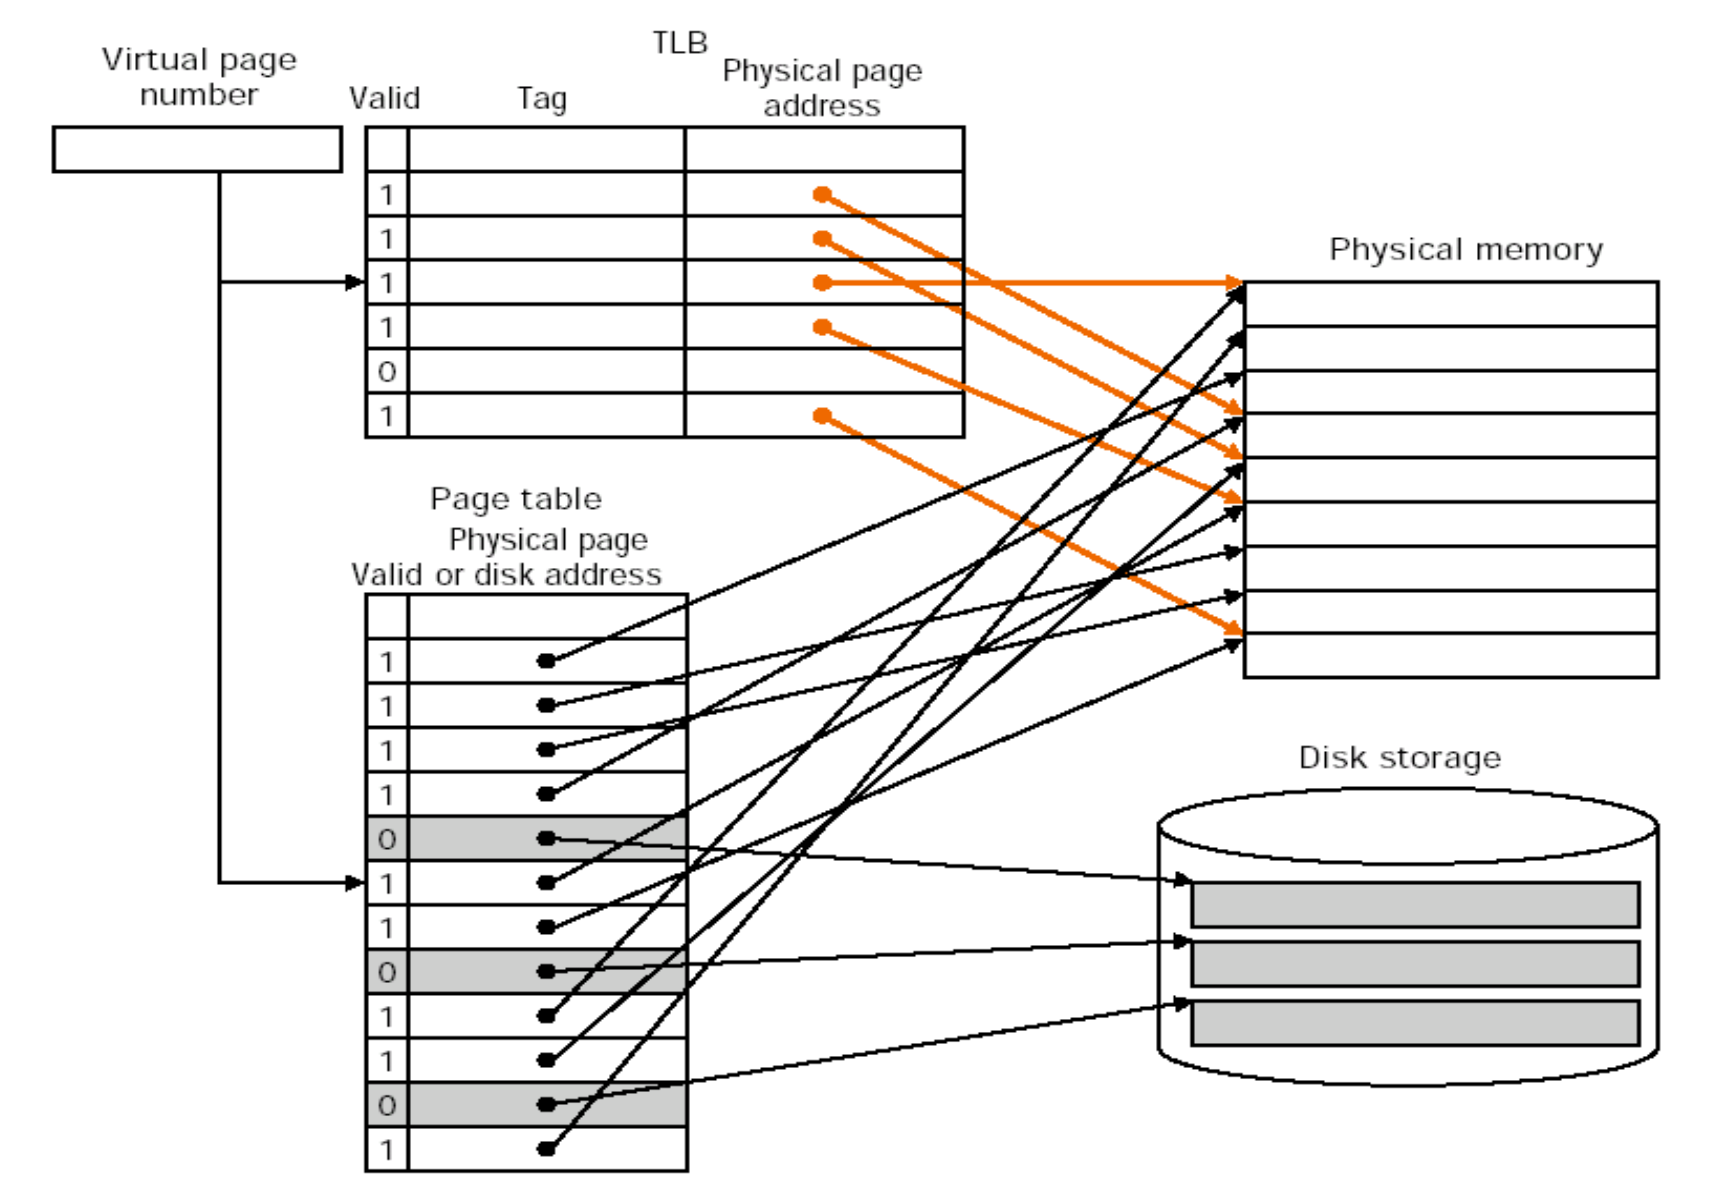 Virtual page
number
TLB
Valid
Tag
Physical page
address
1
1
1
1
0
1
Physical memory
Page table
Physical page
Valid or disk address
1
1
1
1
0
1
1
0
1
1
0
1
Disk storage